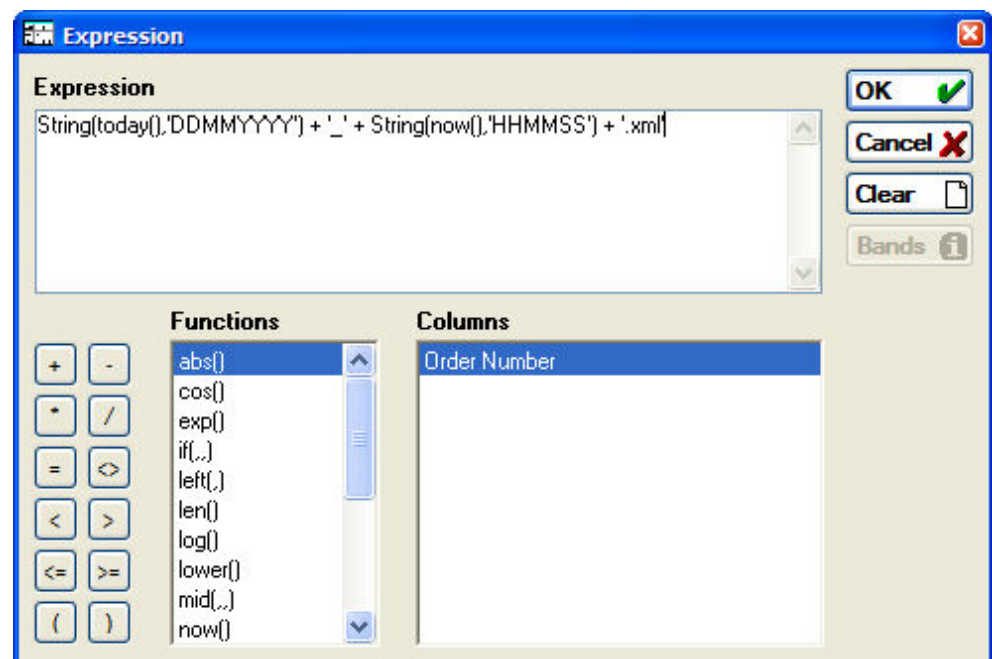 Expression
Expression
String(today(),'DDMMYYYY') + '_' + String(now(),'HHMMSS') + '.xml'
OK
Cancel
Clear
Bands
Functions
Columns
+ -
* /
= <>
< >
<= >=
( )
abs()
cos()
exp()
if(,,)
left(,)
len()
log()
lower()
mid(,,)
now()
Order Number